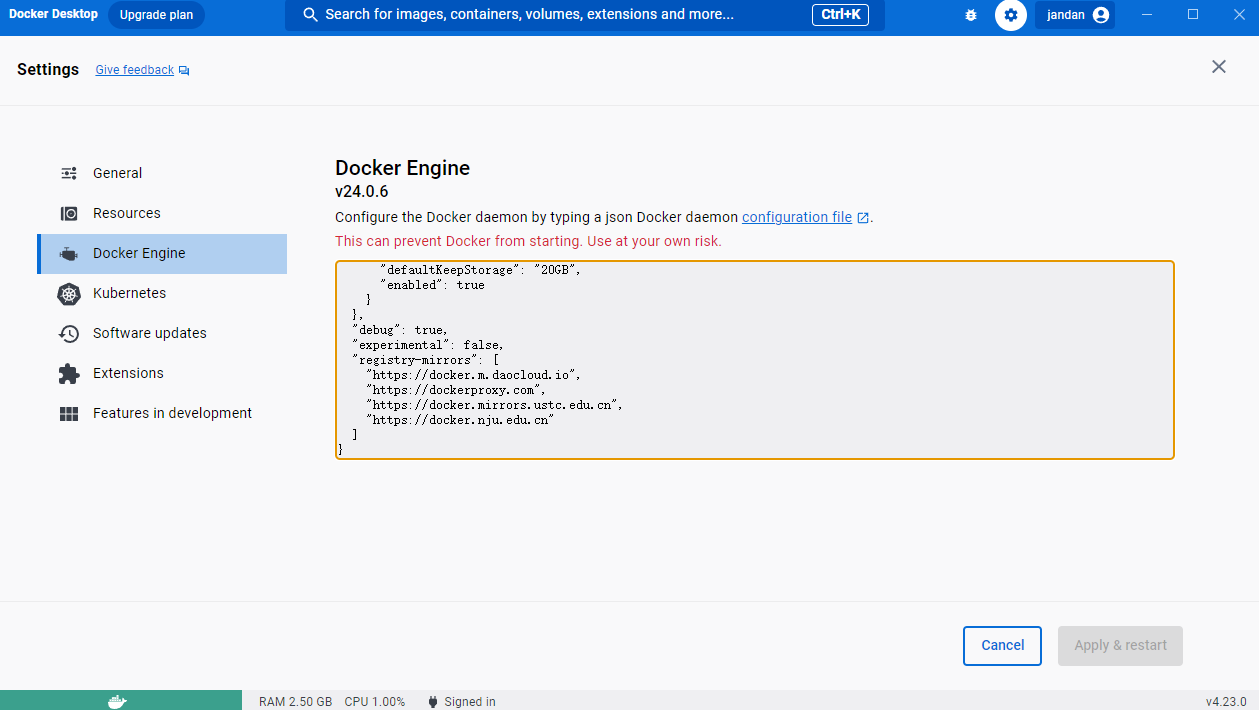 Docker Desktop Upgrade plan Search for images, containers, volumes, extensions and more... Ctrl+K jandan
Settings Give feedback
General
Resources
Docker Engine
Kubernetes
Software updates
Extensions
Features in development
Docker Engine
v24.0.6
Configure the Docker daemon by typing a json Docker daemon configuration file.
This can prevent Docker from starting. Use at your own risk.
"defaultKeepStorage": "20GB",
"enabled": true
}
},
"debug": true,
"experimental": false,
"registry-mirrors": [
"https://docker.m.daocloud.io",
"https://dockerproxy.com",
"https://docker.mirrors.ustc.edu.cn",
"https://docker.nju.edu.cn"
]
}
Cancel Apply & restart
RAM 2.50 GB CPU 1.00% Signed in v4.23.0